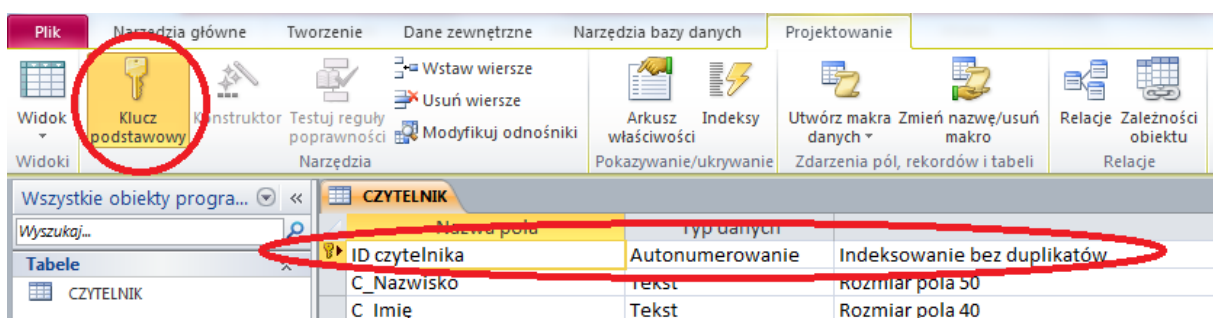 Plik Narzędzia główne Tworzenie Dane zewnętrzne Narzędzia bazy danych Projektowanie
Widok
Klucz podstawowy
Konstruktor
Testuj reguły poprawności
Wstaw wiersze
Usuń wiersze
Modyfikuj odnośniki
Arkusz właściwości
Indeksy
Utwórz makra danych
Zmień nazwę/usuń makro
Relacje
Zależności obiektu
Widoki Narzędzia Pokazywanie/ukrywanie Zdarzenia pól, rekordów i tabeli Relacje
Wszystkie obiekty progra... «
Wyszukaj...
Tabele
CZYTELNIK
CZYTELNIK
Nazwa pola Typ danych
ID czytelnika Autonumerowanie Indeksowanie bez duplikatów
C_Nazwisko Tekst Rozmiar pola 50
C_Imię Tekst Rozmiar pola 40